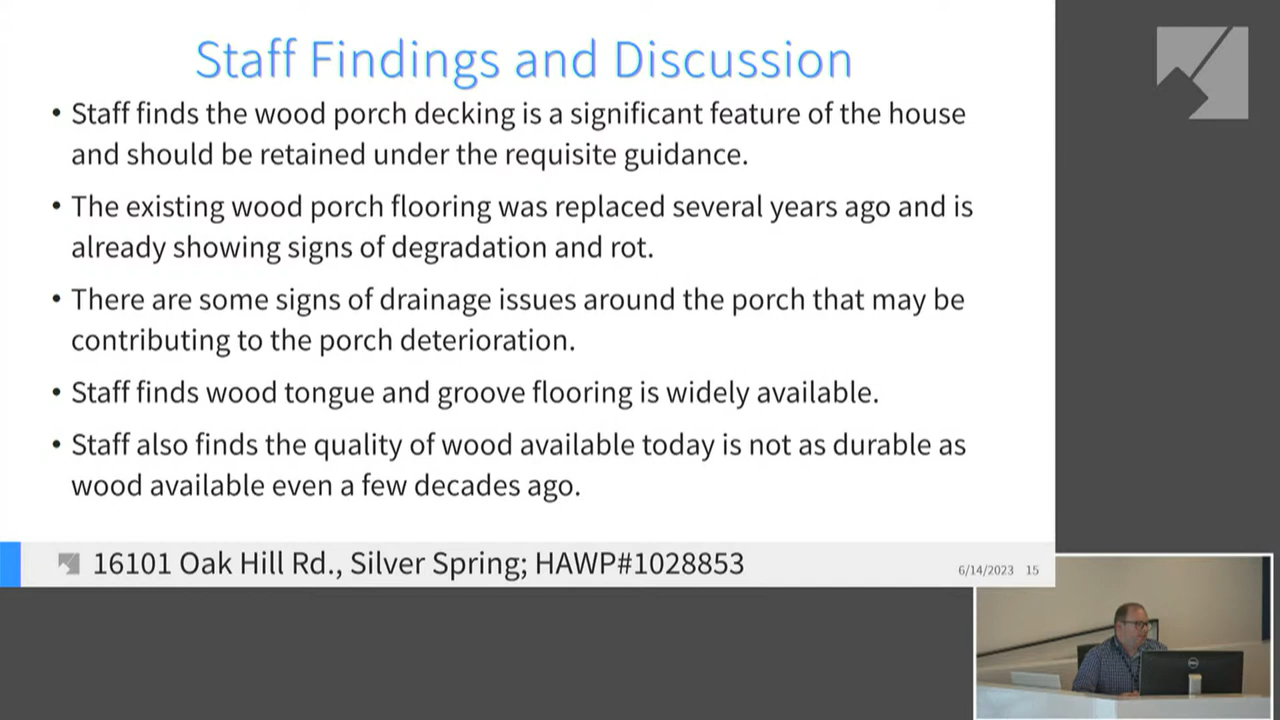 Staff Findings and Discussion
• Staff finds the wood porch decking is a significant feature of the house
and should be retained under the requisite guidance.
• The existing wood porch flooring was replaced several years ago and is
already showing signs of degradation and rot.
• There are some signs of drainage issues around the porch that may be
contributing to the porch deterioration.
• Staff finds wood tongue and groove flooring is widely available.
• Staff also finds the quality of wood available today is not as durable as
wood available even a few decades ago.
16101 Oak Hill Rd., Silver Spring; HAWP#1028853
6/14/2023 15
DELL